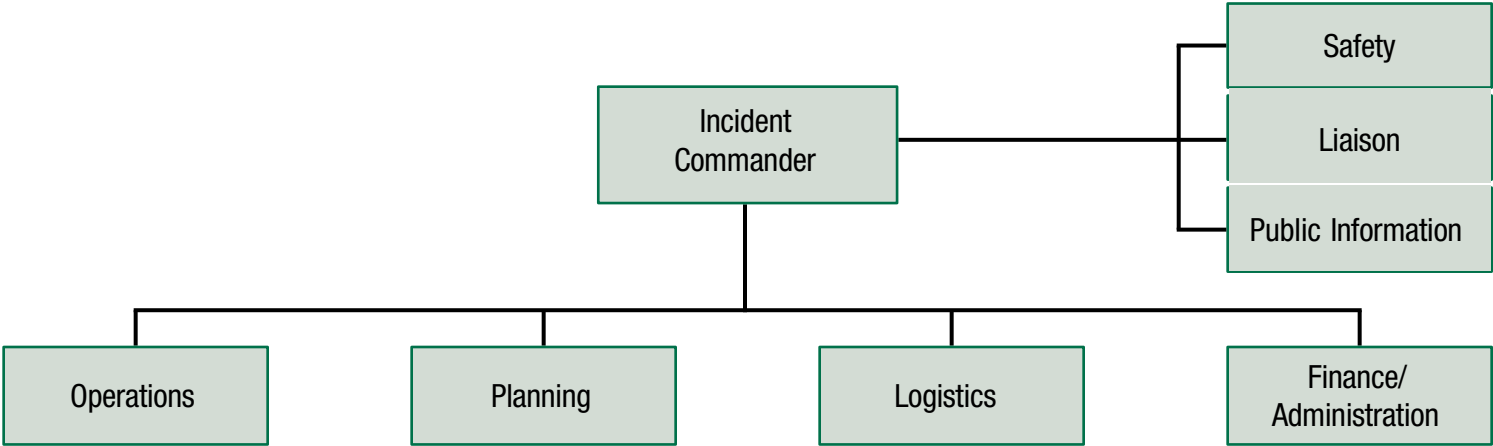 Safety
Incident
Commander
Liaison
Public Information
Operations
Planning
Logistics
Finance/
Administration